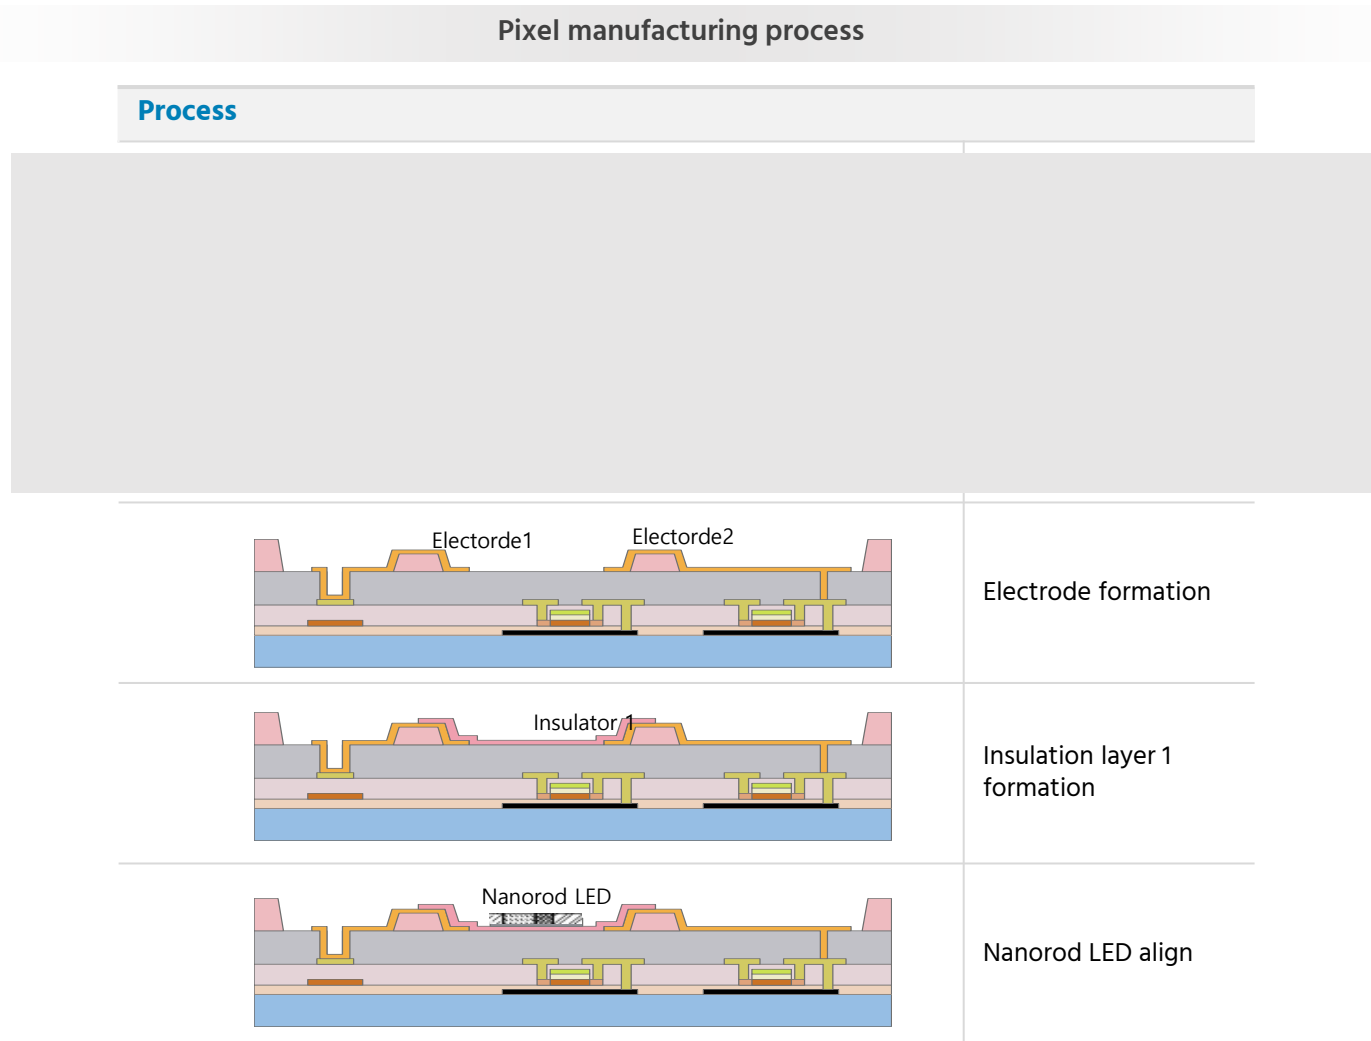 Pixel manufacturing process
Process
Electorde1
Electorde2
Electrode formation
Insulator 1
Insulation layer 1
formation
Nanorod LED
Nanorod LED align